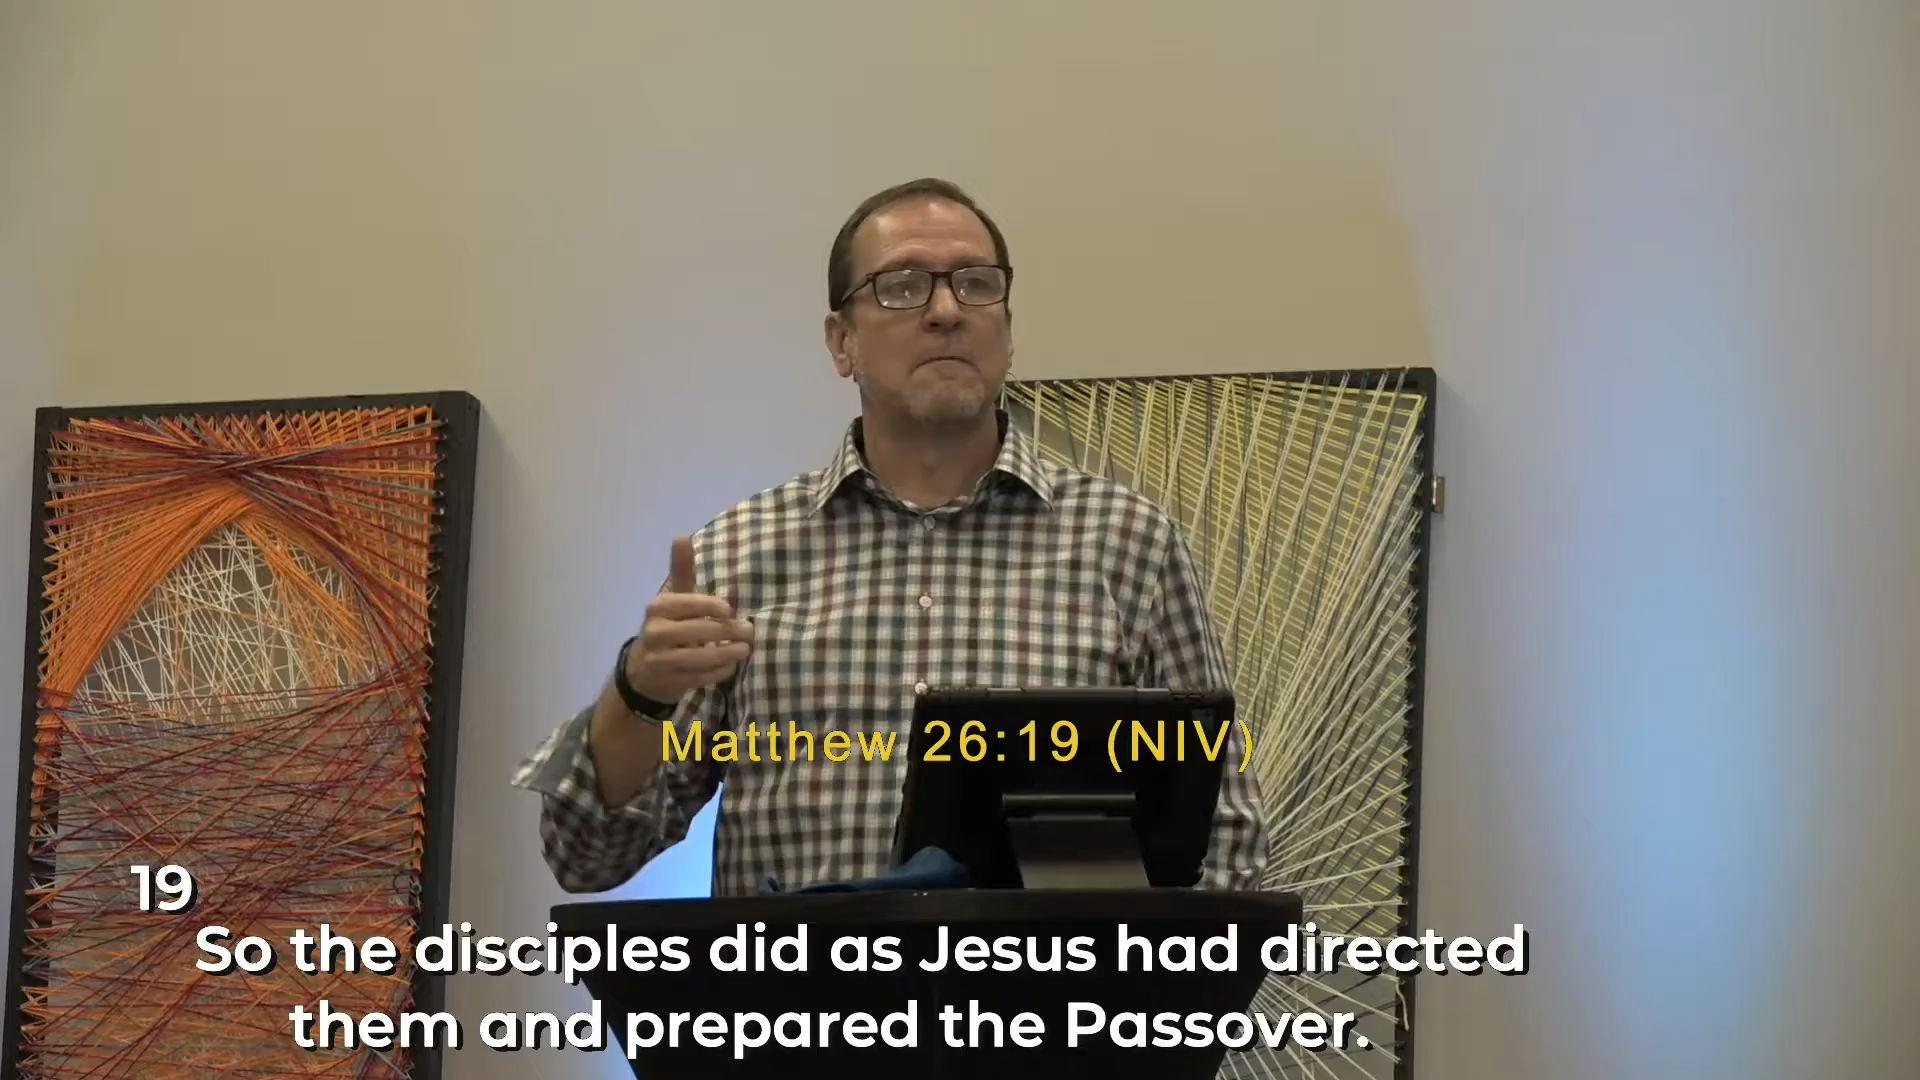 Matthew 26:19 (NIV)
19
So the disciples did as Jesus had directed
them and prepared the Passover.